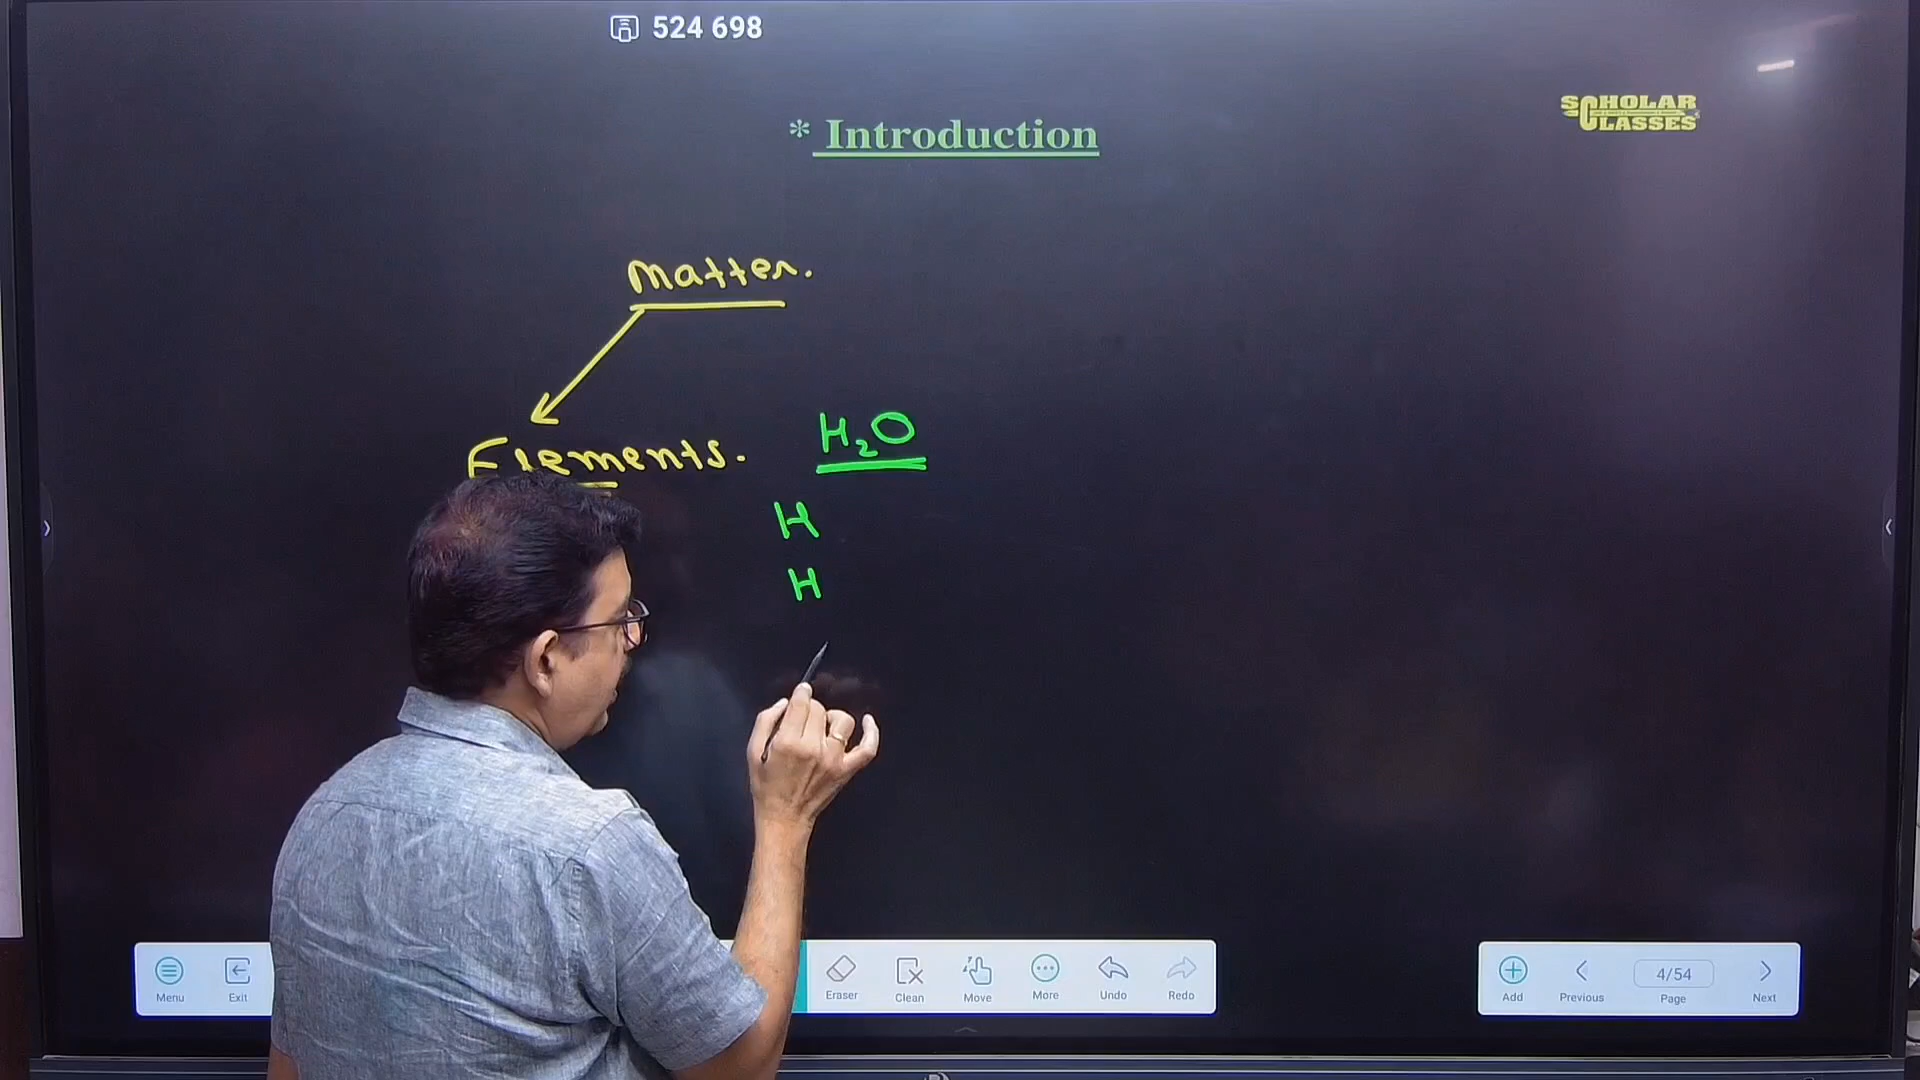 524 698
SCHOLAR
CLASSES
* Introduction
Matter.
Elements.
H₂O
H
H
Menu
Exit
Eraser
Clean
Move
More
Undo
Redo
Add
Previous
4/54
Page
Next